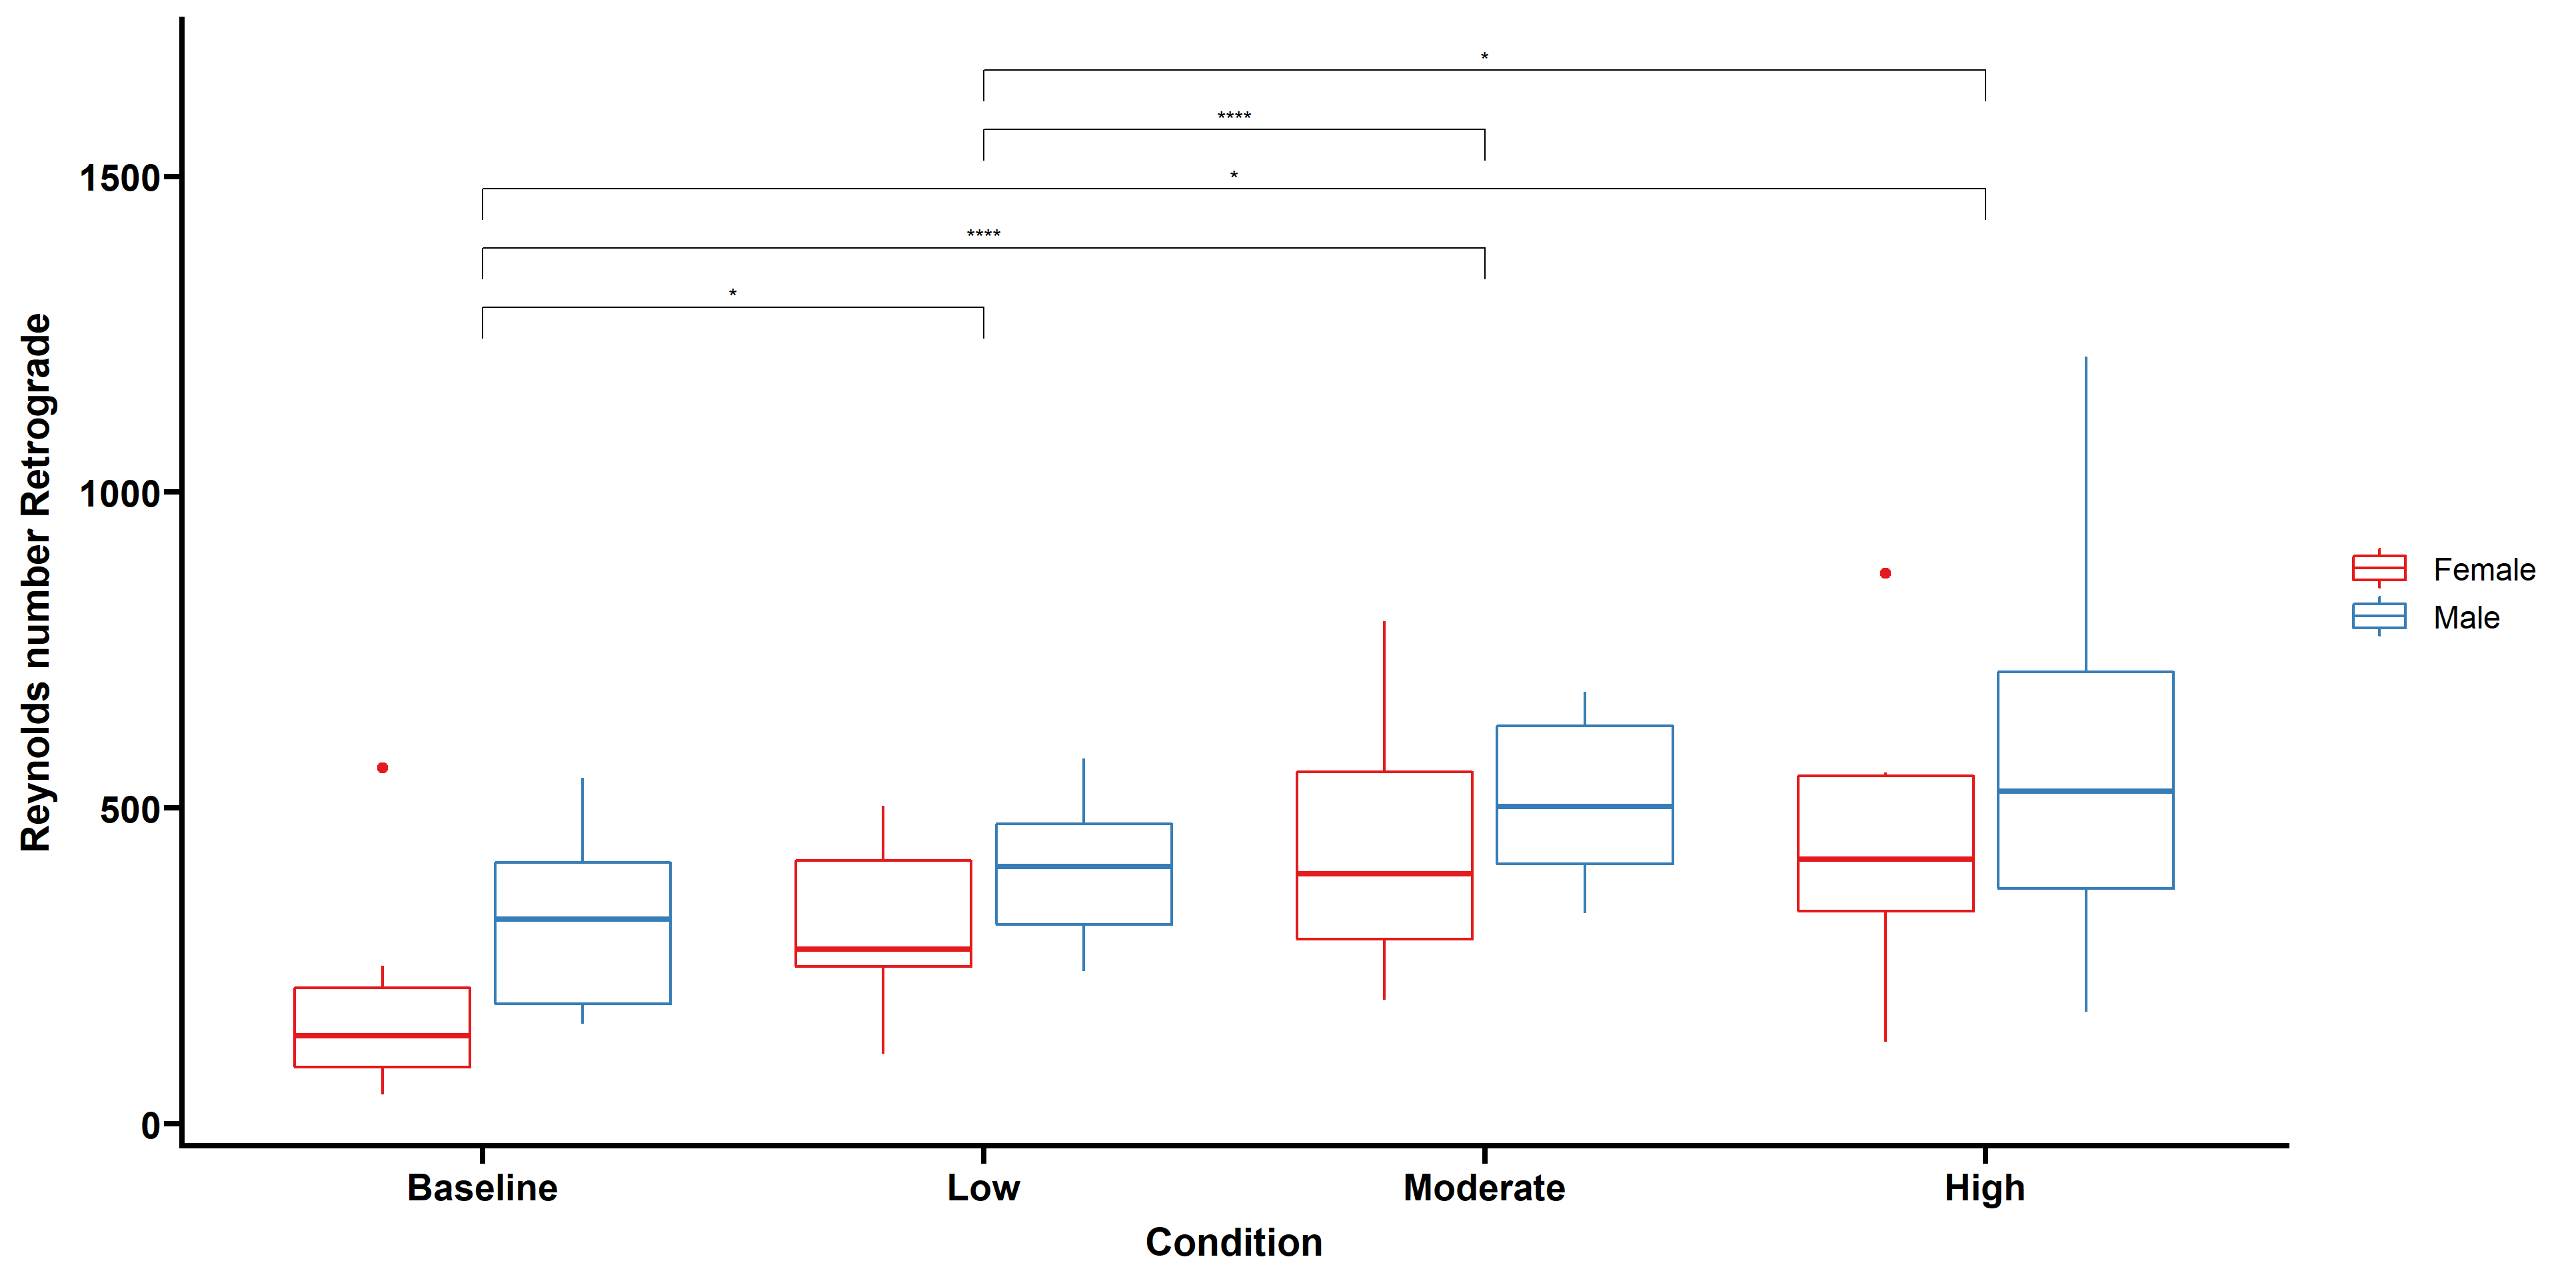 *
****
*
****
*
1500
1000
500
0
Reynolds number Retrograde
Female
Male
Baseline Low Moderate High
Condition